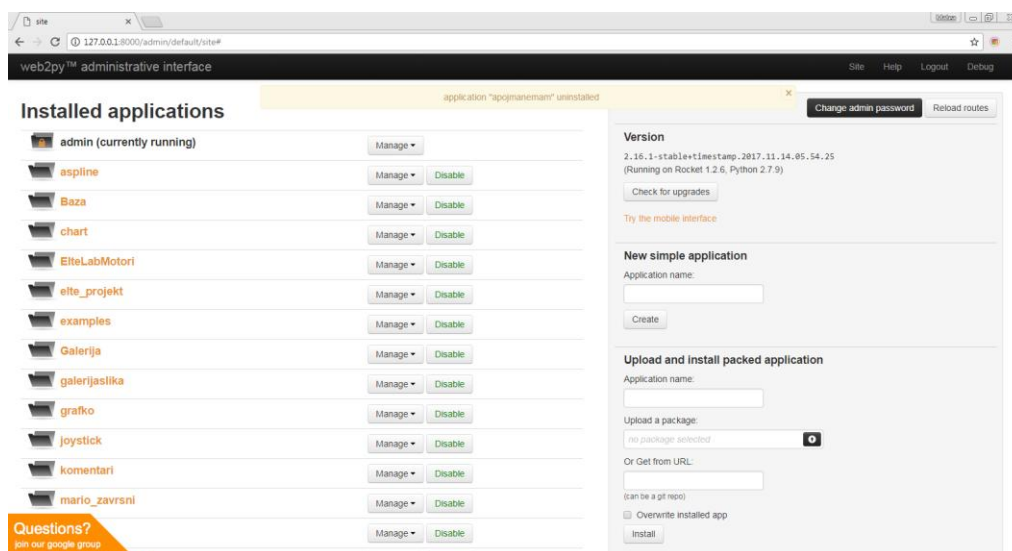 site
127.0.0.1:8000/admin/default/site#
web2py™ administrative interface
Site Help Logout Debug
application "apojmanemam" uninstalled
Installed applications
admin (currently running) Manage
aspline Manage Disable
Baza Manage Disable
chart Manage Disable
ElteLabMotori Manage Disable
elte_projekt Manage Disable
examples Manage Disable
Galerija Manage Disable
galerijaslika Manage Disable
grafko Manage Disable
joystick Manage Disable
komentari Manage Disable
mario_zavrsni Manage Disable
Manage Disable
Questions?
join our google group
Change admin password Reload routes
Version
2.16.1-stable+timestamp.2017.11.14.05.54.25
(Running on Rocket 1.2.6, Python 2.7.9)
Check for upgrades
Try the mobile interface
New simple application
Application name:
Create
Upload and install packed application
Application name:
Upload a package:
no package selected
Or Get from URL:
(can be a git repo)
Overwrite installed app
Install